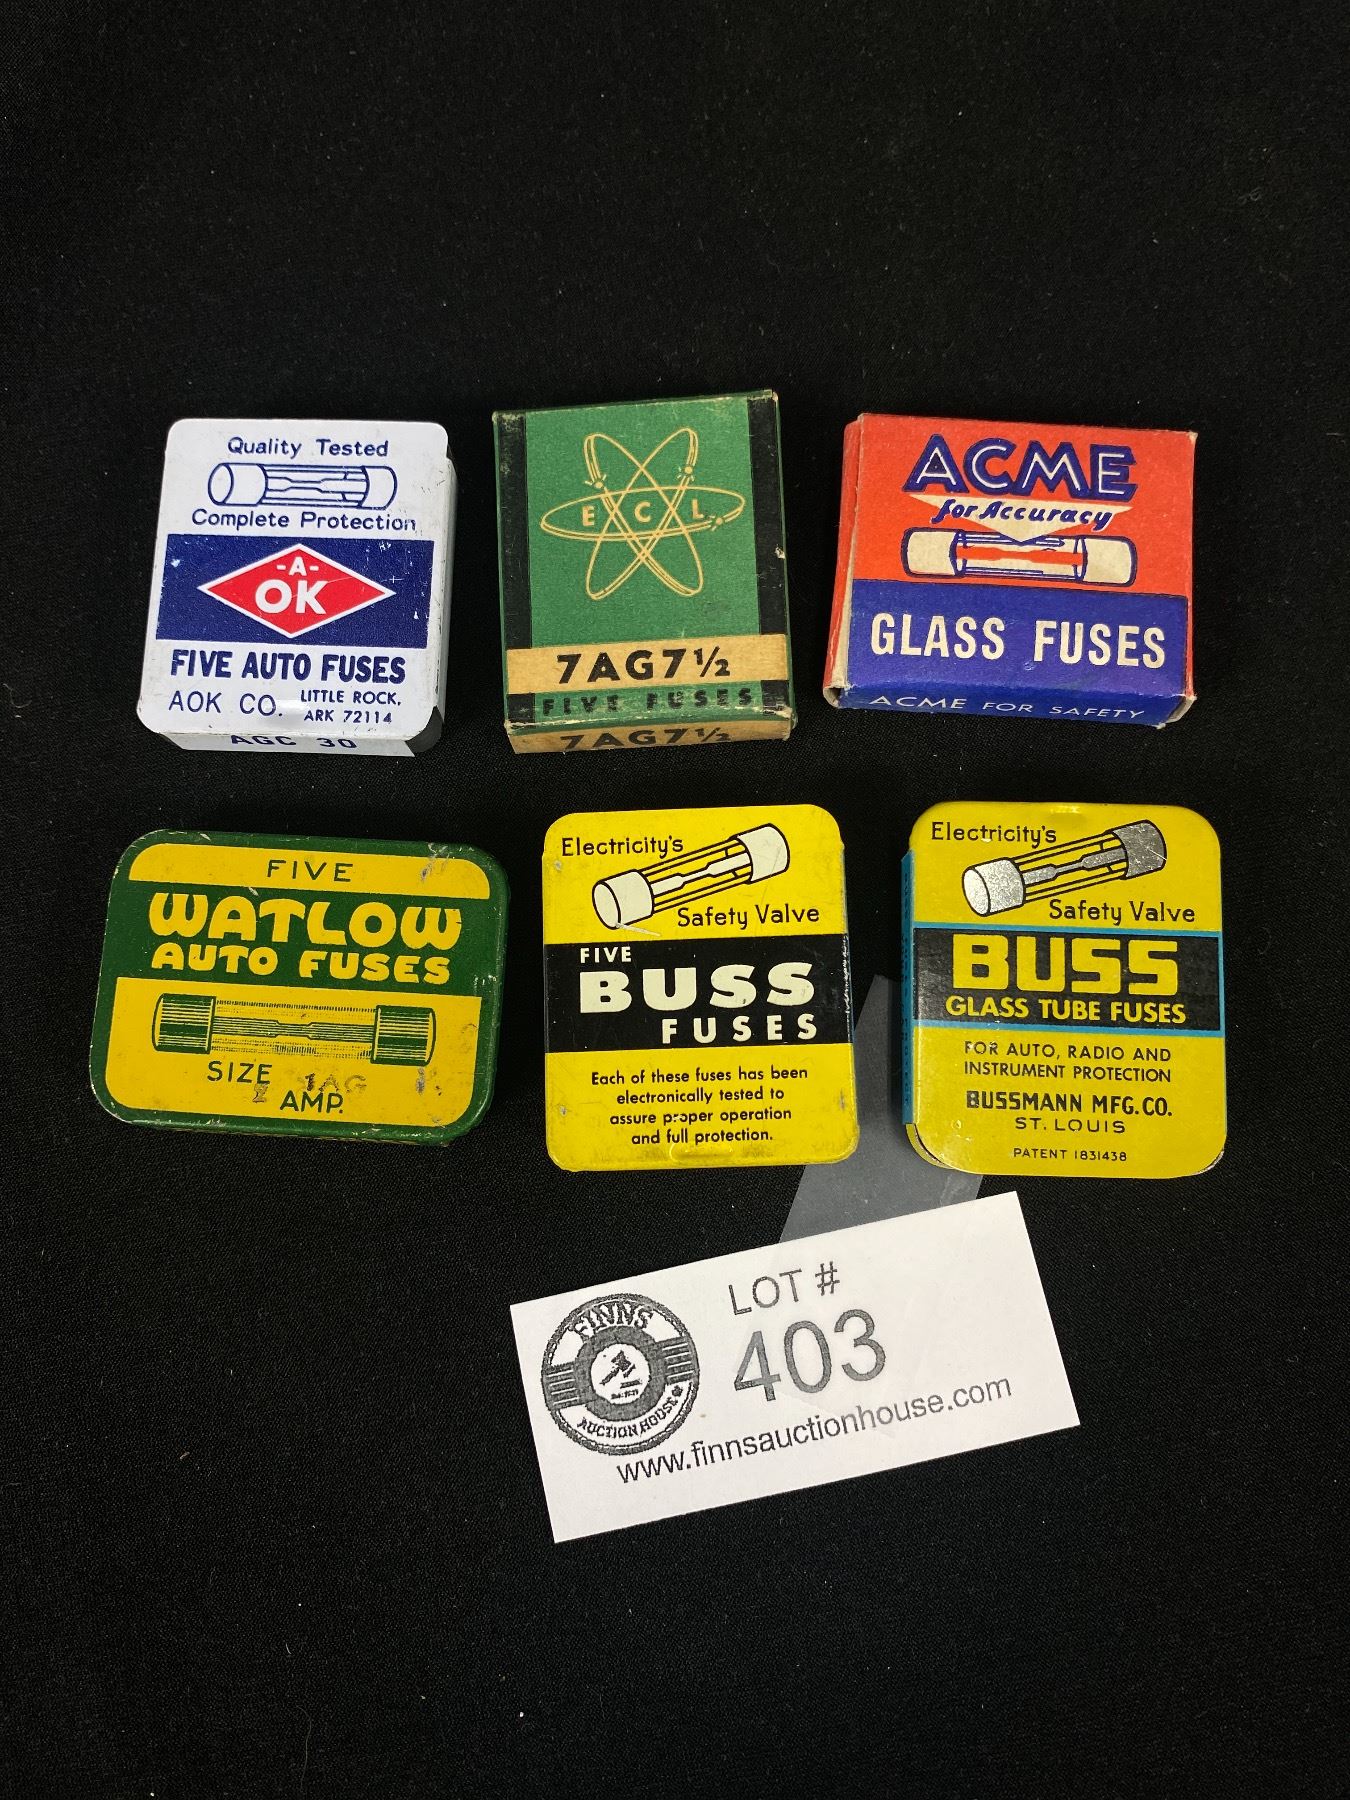 Quality Tested
Complete Protection
-A-
OK
FIVE AUTO FUSES
AOK CO. LITTLE ROCK,
ARK 72114
AGC 30
E C L
7AG7½
FIVE FUSES
7AG7½
ACME
for Accuracy
GLASS FUSES
ACME FOR SAFETY
FIVE
WATLOW
AUTO FUSES
SIZE 1AG
AMP.
Electricity's
Safety Valve
FIVE
BUSS
FUSES
Each of these fuses has been
electronically tested to
assure proper operation
and full protection.
Electricity's
Safety Valve
BUSS
GLASS TUBE FUSES
FOR AUTO, RADIO AND
INSTRUMENT PROTECTION
BUSSMANN MFG. CO.
ST. LOUIS
PATENT 1831438
FINNS
AUCTION HOUSE
LOT #
403
www.finnsauctionhouse.com